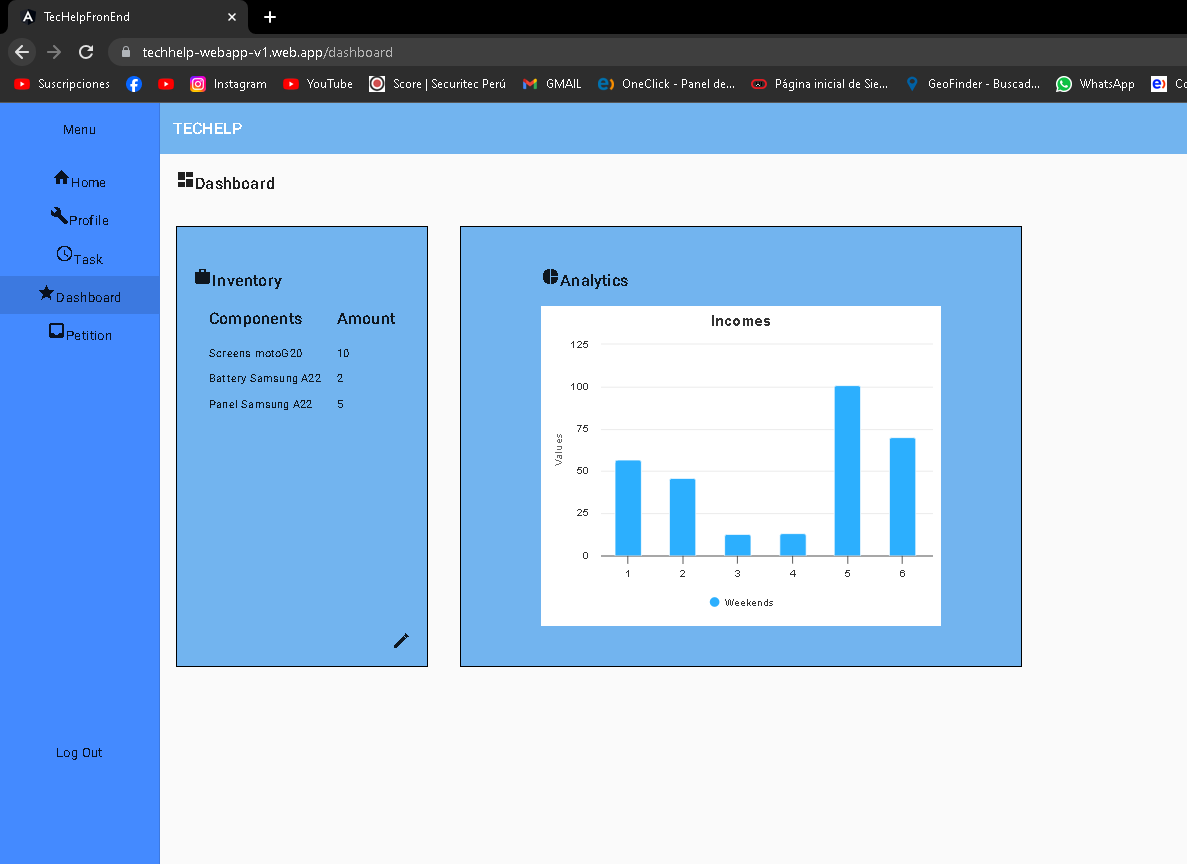 TecHelpFronEnd
techhelp-webapp-v1.web.app/dashboard
Suscripciones Instagram YouTube Score | Securitec Perú GMAIL OneClick - Panel de... Página inicial de Sie... GeoFinder - Buscad... WhatsApp Co
Menu
TECHELP
Home
Profile
Task
Dashboard
Petition
Log Out
Dashboard
Inventory
Components Amount
Screens motoG20 10
Battery Samsung A22 2
Panel Samsung A22 5
Analytics
Incomes
125
100
75
50
25
0
Values
1 2 3 4 5 6
Weekends